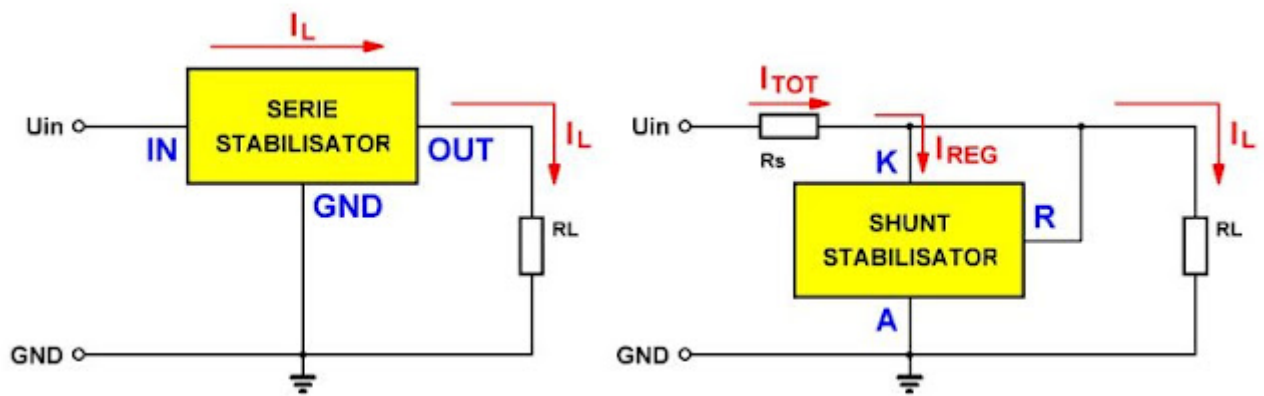 IL
SERIE
STABILISATOR
Uin
IN
OUT
IL
GND
RL
GND
ITOT
Uin
Rs
K
IREG
IL
SHUNT
STABILISATOR
R
RL
A
GND